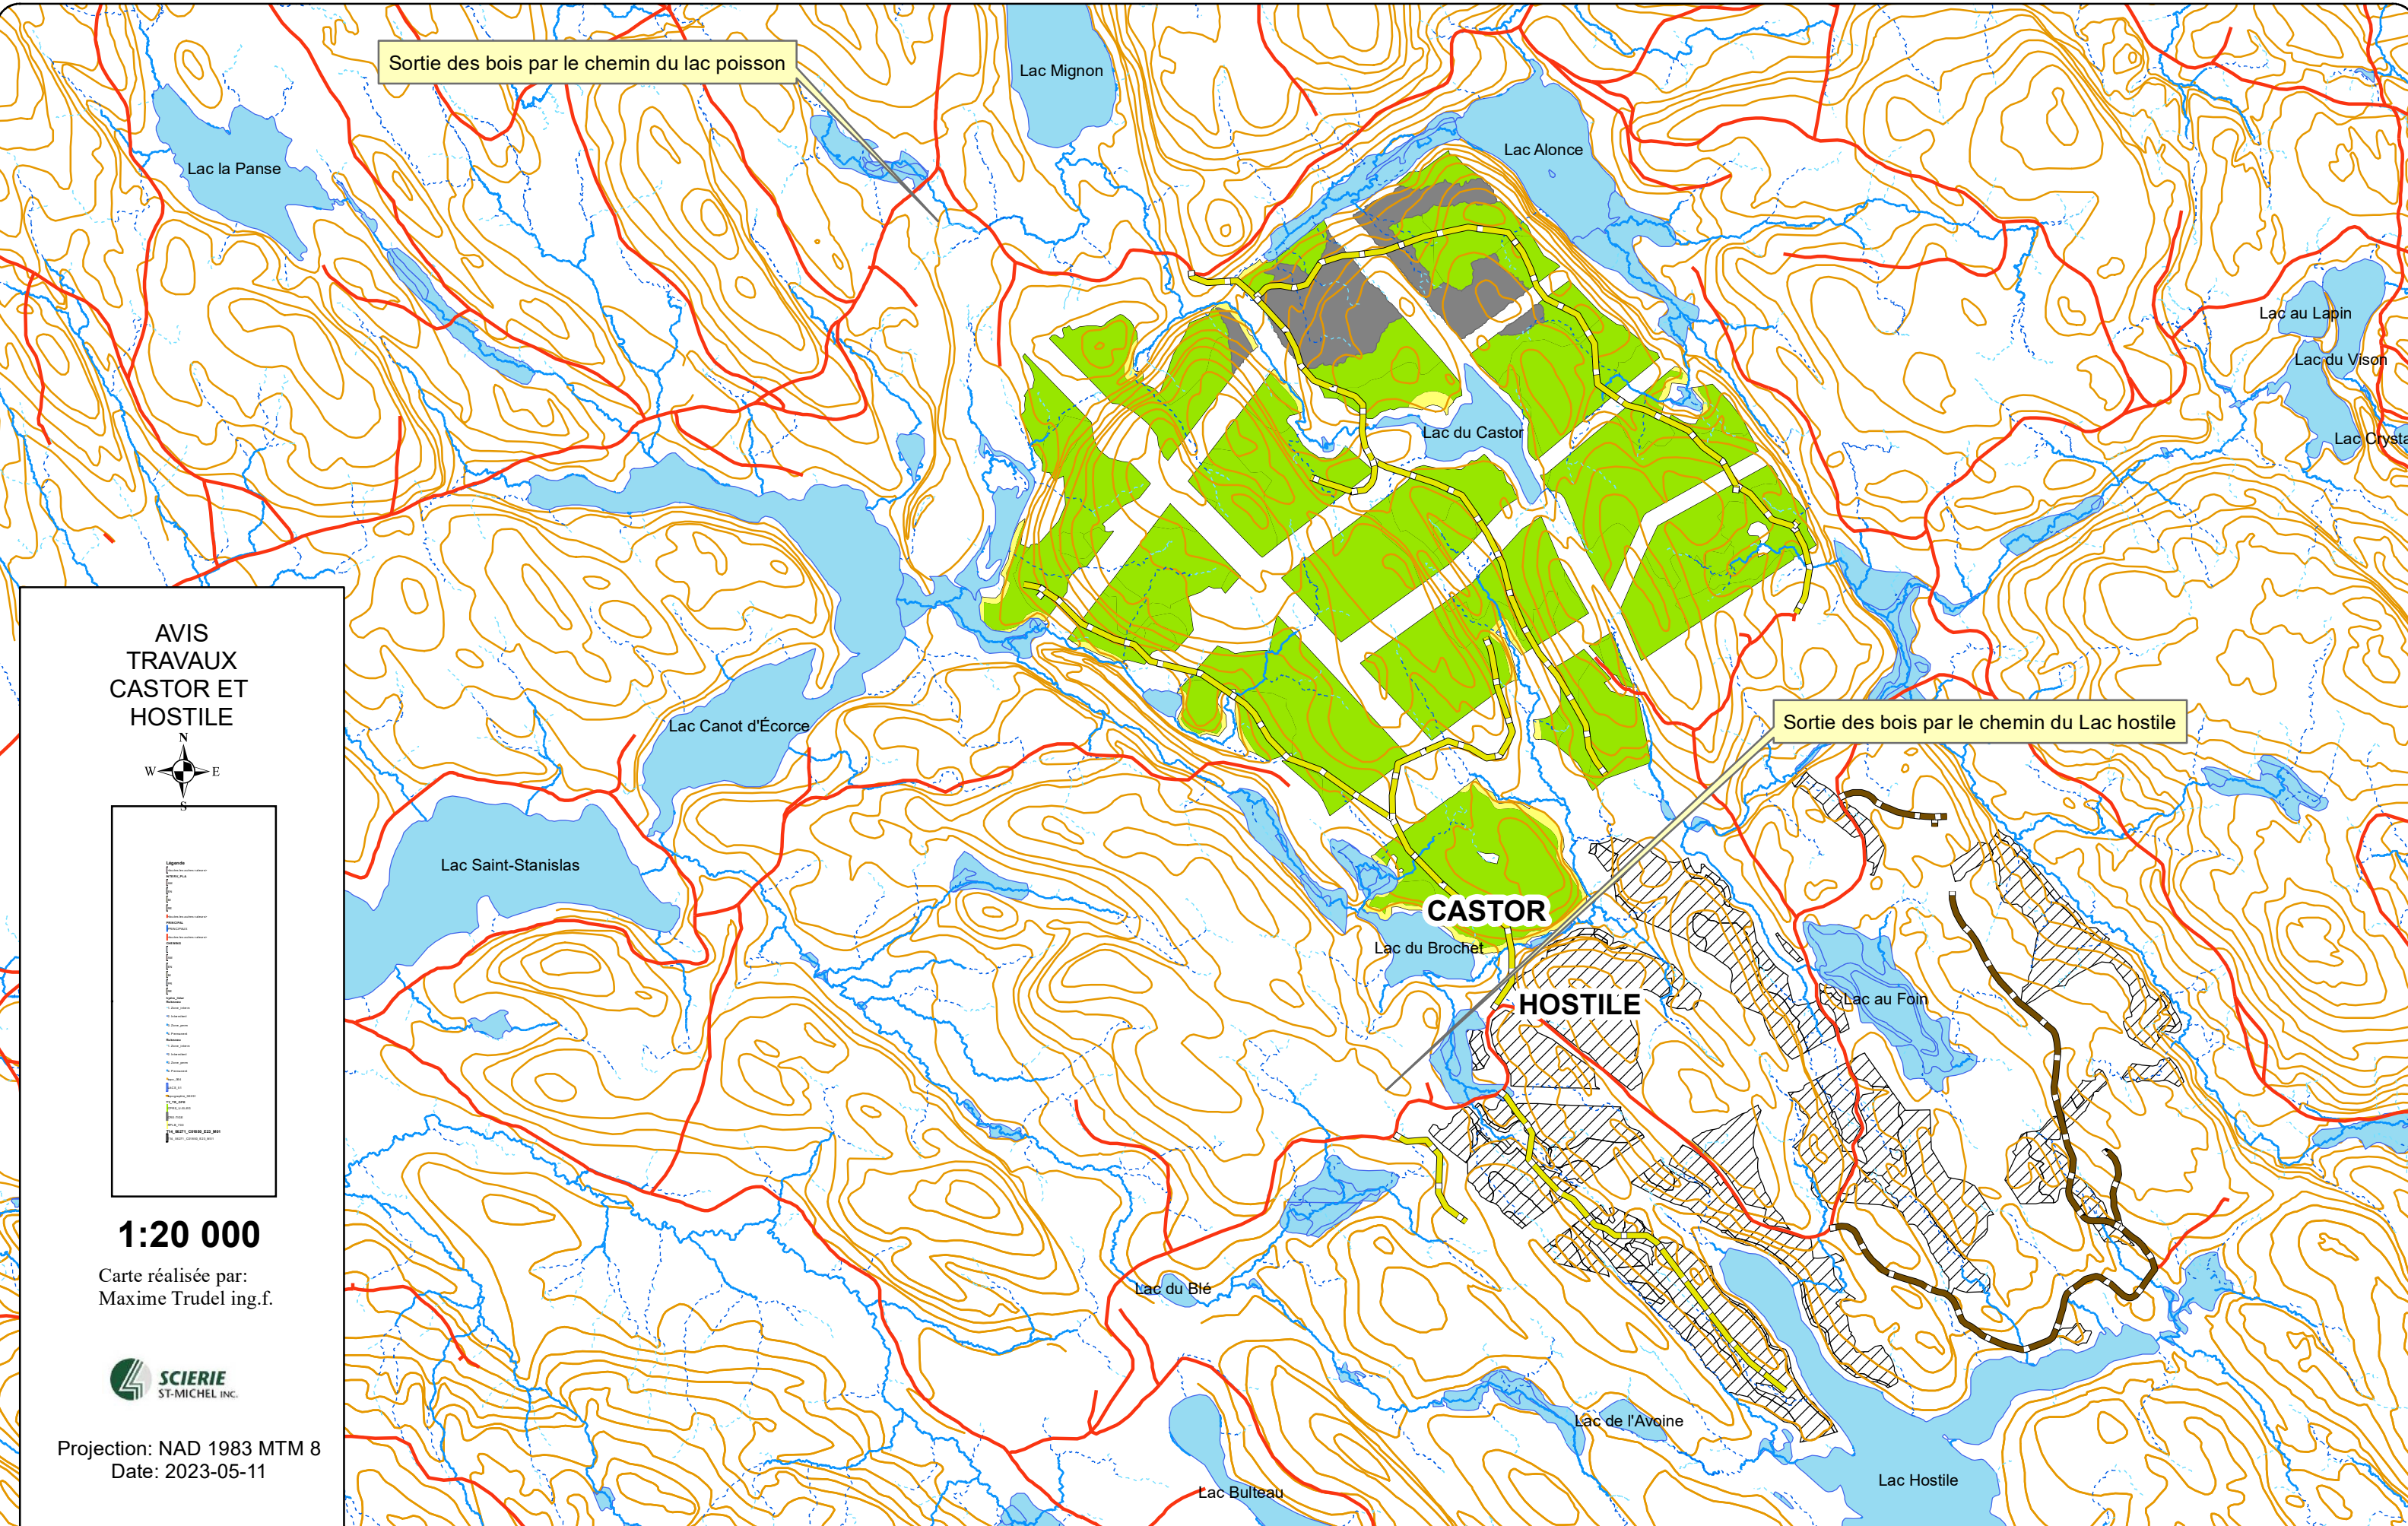 Sortie des bois par le chemin du lac poisson
Lac Mignon
Lac Alonce
Lac la Panse
Lac au Lapin
Lac du Vison
Lac Crysta
Lac du Castor
Lac Canot d'Écorce
Sortie des bois par le chemin du Lac hostile
Lac Saint-Stanislas
CASTOR
Lac du Brochet
HOSTILE
Lac au Foin
Lac du Blé
Lac de l'Avoine
Lac Hostile
Lac Bulteau
AVIS
TRAVAUX
CASTOR ET
HOSTILE
N
W E
S
Légende
1:20 000
Carte réalisée par:
Maxime Trudel ing.f.
SCIERIE
ST-MICHEL INC.
Projection: NAD 1983 MTM 8
Date: 2023-05-11